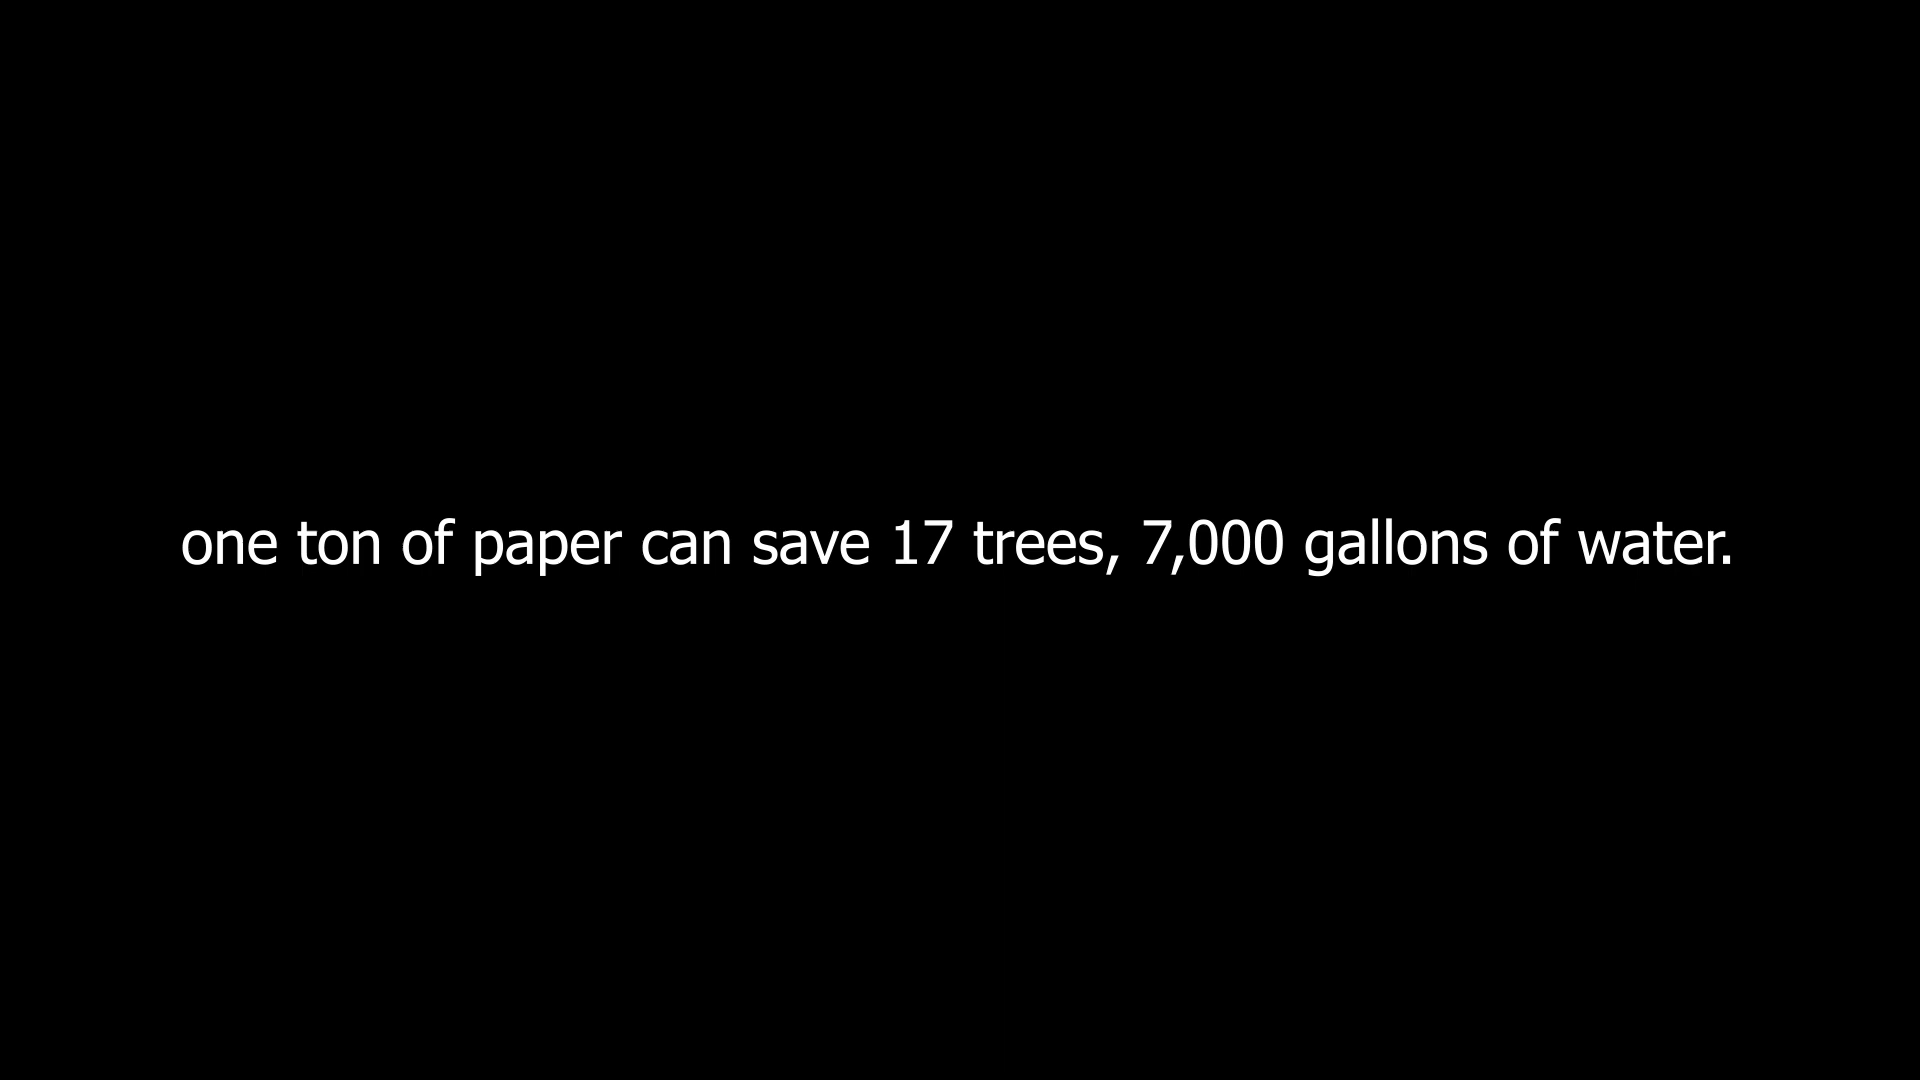 one ton of paper can save 17 trees, 7,000 gallons of water.